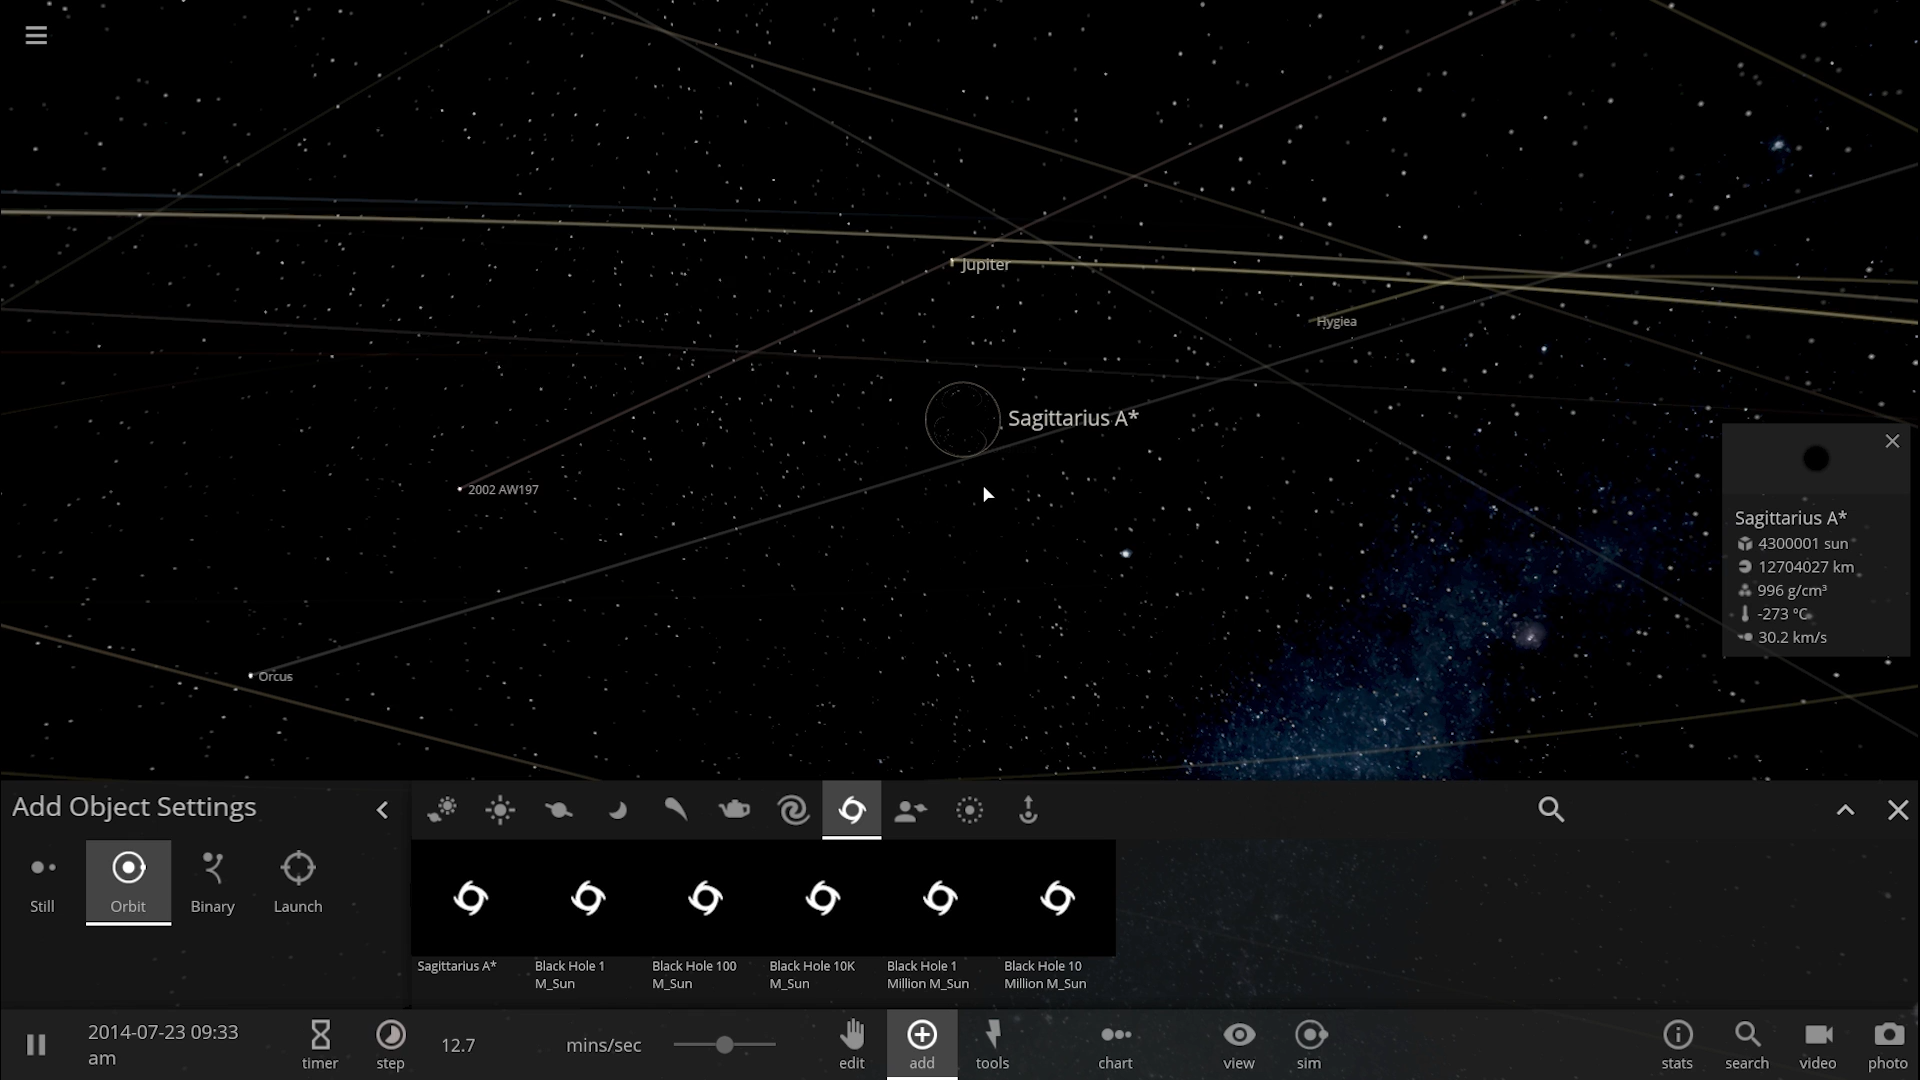 Jupiter
Hygiea
Sagittarius A*
2002 AW197
Orcus
Sagittarius A*
4300001 sun
12704027 km
996 g/cm³
-273 °C
30.2 km/s
Add Object Settings
Still
Orbit
Binary
Launch
Sagittarius A*
Black Hole 1
M_Sun
Black Hole 100
M_Sun
Black Hole 10K
M_Sun
Black Hole 1
Million M_Sun
Black Hole 10
Million M_Sun
2014-07-23 09:33
am
timer
step
12.7
mins/sec
edit
add
tools
chart
view
sim
stats
search
video
photo